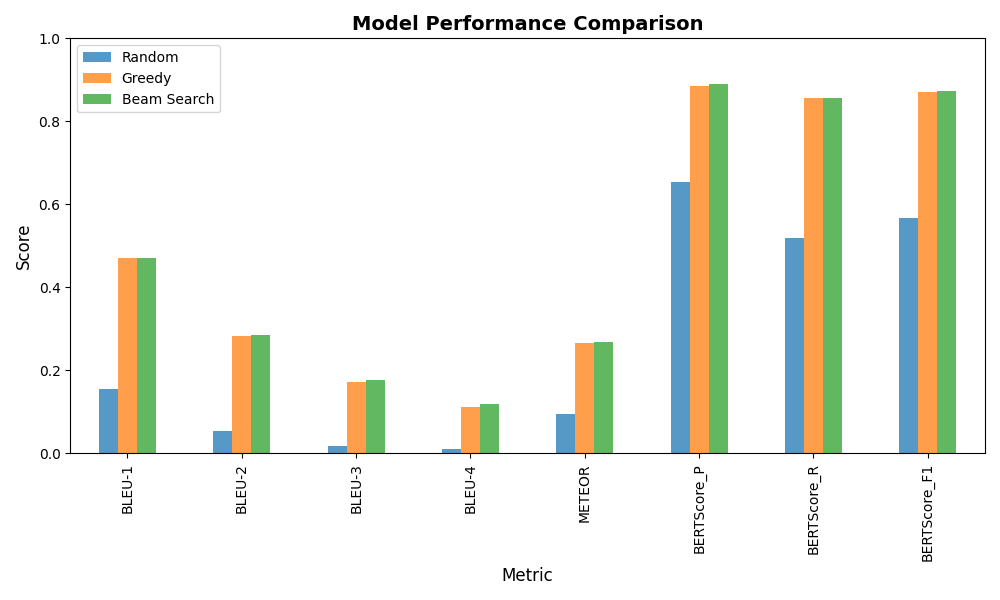 Model Performance Comparison
Random
Greedy
Beam Search
Score
1.0
0.8
0.6
0.4
0.2
0.0
BLEU-1
BLEU-2
BLEU-3
BLEU-4
METEOR
BERTScore_P
BERTScore_R
BERTScore_F1
Metric